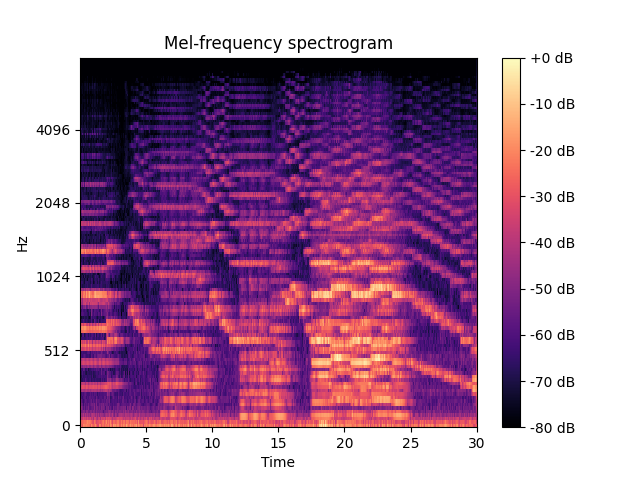 Mel-frequency spectrogram
Hz
4096
2048
1024
512
0
0 5 10 15 20 25 30
Time
+0 dB
-10 dB
-20 dB
-30 dB
-40 dB
-50 dB
-60 dB
-70 dB
-80 dB